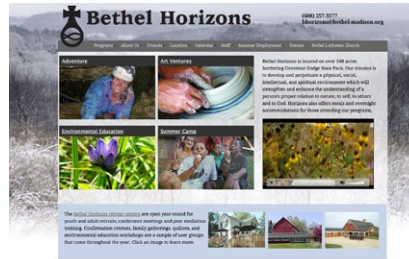 Bethel Horizons
(608) 257-3577
bhorizons@bethel-madison.org
Programs About Us Friends Location Calendar Staff Summer Employment Donate Bethel Lutheran Church
Adventure
Art Ventures
Bethel Horizons is located on over 548 acres
bordering Governor Dodge State Park. Our mission is
to develop and perpetuate a physical, social,
intellectual, and spiritual environment which will
strengthen and enhance the understanding of a
person's proper relation to nature, to self, to others
and to God. Horizons also offers meals and overnight
accommodations for those attending our programs.
Environmental Education
Summer Camp
The Bethel Horizons retreat centers are open year-round for
youth and adult retreats, conference meetings and peer mediation
training. Confirmation retreats, family gatherings, quilters, and
environmental education workshops are a sample of our groups
that come throughout the year. Click an image to learn more.